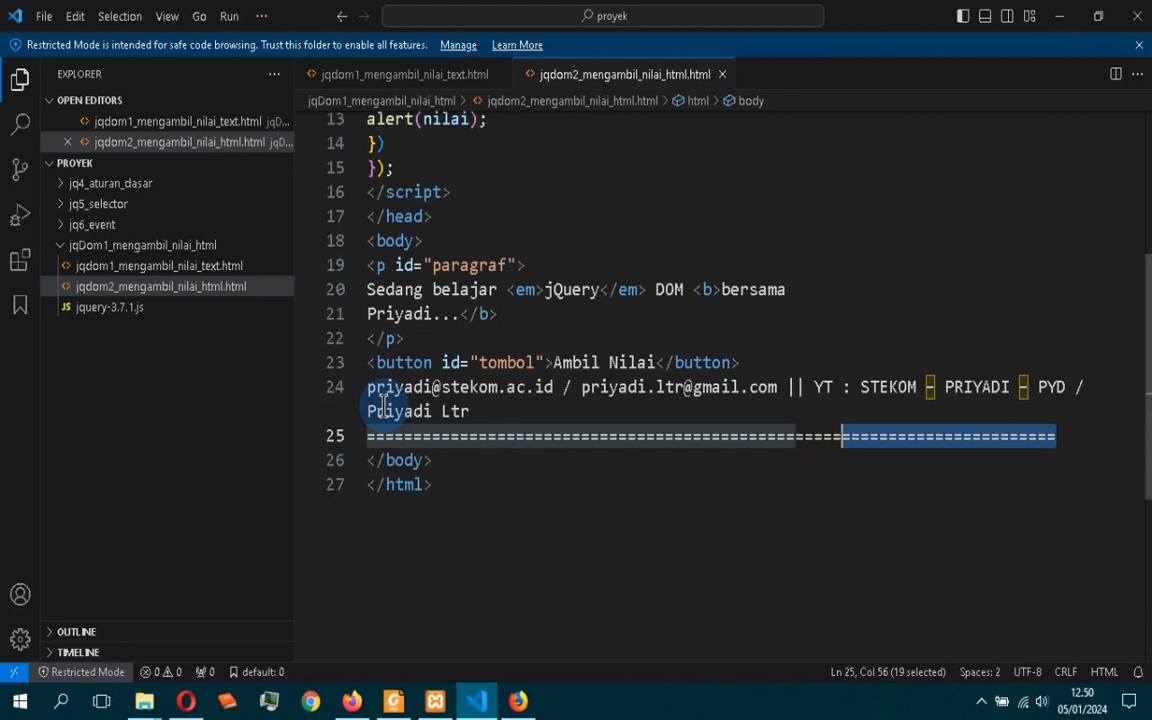 File Edit Selection View Go Run ··· proyek
Restricted Mode is intended for safe code browsing. Trust this folder to enable all features. Manage Learn More
EXPLORER ···
jqdom1_mengambil_nilai_text.html
jqdom2_mengambil_nilai_html.html
OPEN EDITORS
jqDom1_mengambil_nilai_html > jqdom2_mengambil_nilai_html.html > html > body
jqdom1_mengambil_nilai_text.html jqD...
jqdom2_mengambil_nilai_html.html jqD...
PROYEK
jq4_aturan_dasar
jq5_selector
jq6_event
jqDom1_mengambil_nilai_html
jqdom1_mengambil_nilai_text.html
jqdom2_mengambil_nilai_html.html
jquery-3.7.1.js
OUTLINE
TIMELINE
13 alert(nilai);
14 })
15 });
16 </script>
17 </head>
18 <body>
19 <p id="paragraf">
20 Sedang belajar <em>jQuery</em> DOM <b>bersama
21 Priyadi...</b>
22 </p>
23 <button id="tombol">Ambil Nilai</button>
24 priyadi@stekom.ac.id / priyadi.ltr@gmail.com || YT : STEKOM – PRIYADI – PYD /
Priyadi Ltr
25 =========================================================================
26 </body>
27 </html>
Restricted Mode 0 0 0 default: 0 Ln 25, Col 56 (19 selected) Spaces: 2 UTF-8 CRLF HTML
12.50
05/01/2024